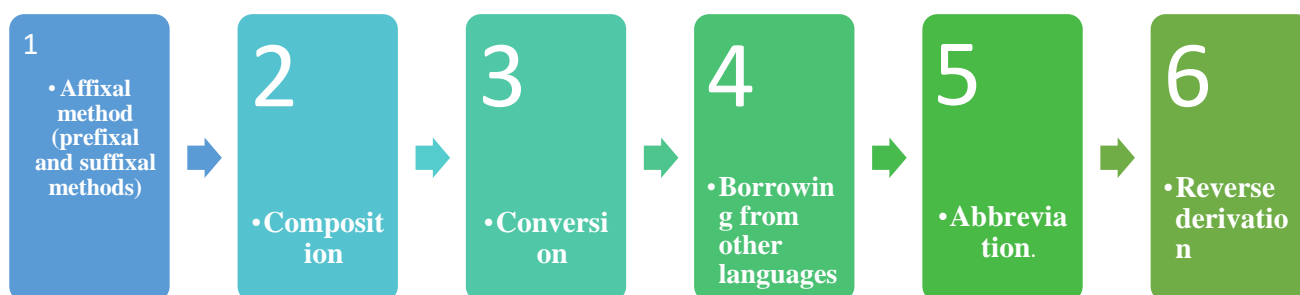 1
• Affixal
method
(prefixal
and suffixal
methods)
2
•Composit
ion
3
•Conversi
on
4
•Borrowin
g from
other
languages
5
•Abbrevia
tion.
6
•Reverse
derivatio
n